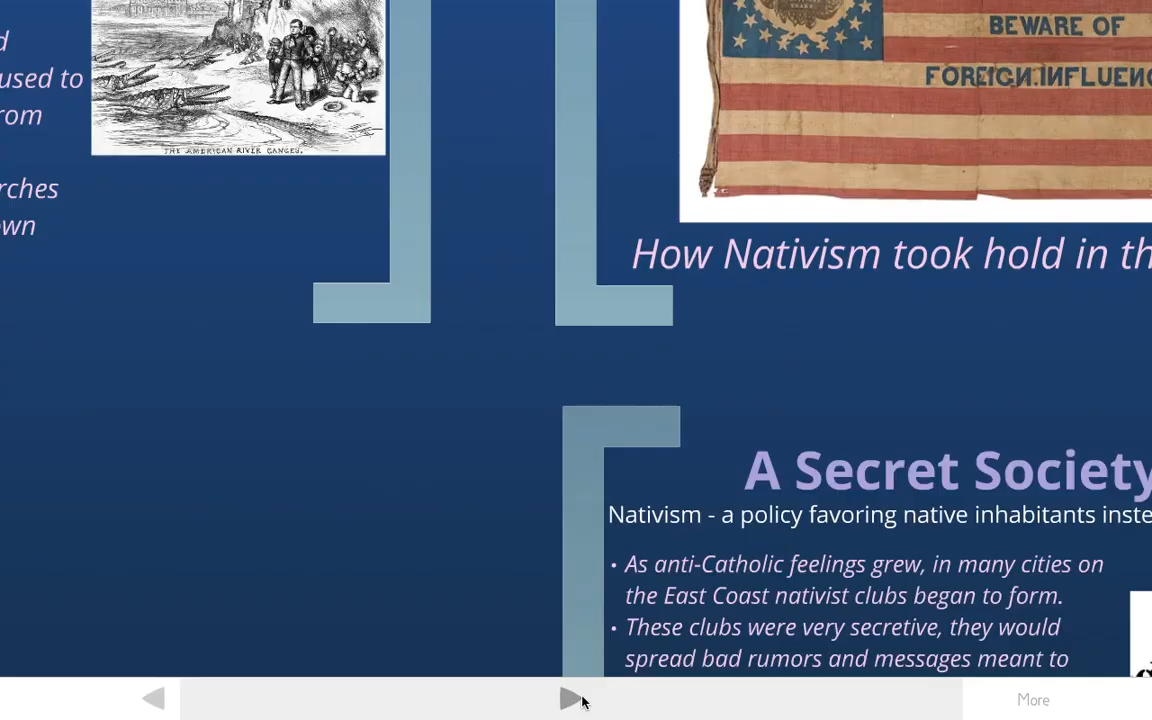 d
used to
rom
rches
own
THE AMERICAN RIVER GANGES.
BEWARE OF
FOREIGN.INFLUENC
How Nativism took hold in th
A Secret Society
Nativism - a policy favoring native inhabitants inste
• As anti-Catholic feelings grew, in many cities on
the East Coast nativist clubs began to form.
• These clubs were very secretive, they would
spread bad rumors and messages meant to
More